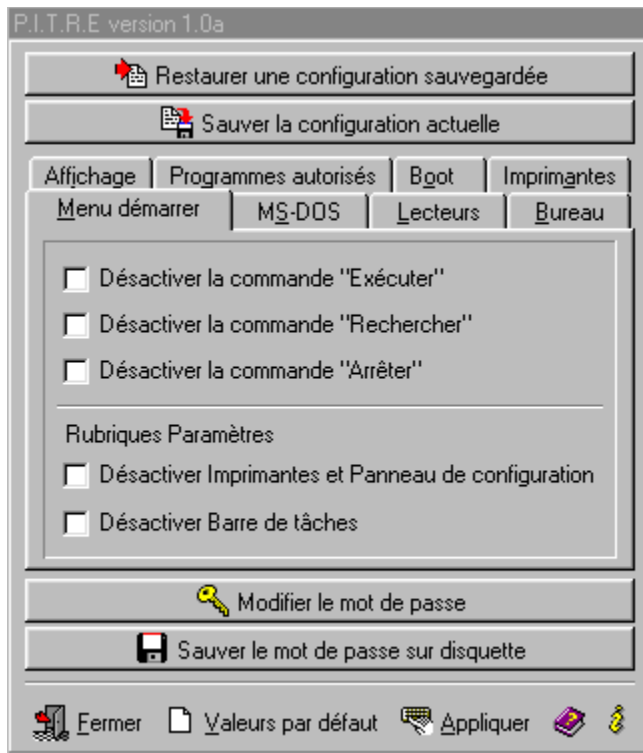 P.I.T.R.E version 1.0a
Restaurer une configuration sauvegardée
Sauver la configuration actuelle
Affichage Programmes autorisés Boot Imprimantes
Menu démarrer MS-DOS Lecteurs Bureau
Désactiver la commande "Exécuter"
Désactiver la commande "Rechercher"
Désactiver la commande "Arrêter"
Rubriques Paramètres
Désactiver Imprimantes et Panneau de configuration
Désactiver Barre de tâches
Modifier le mot de passe
Sauver le mot de passe sur disquette
Fermer Valeurs par défaut Appliquer